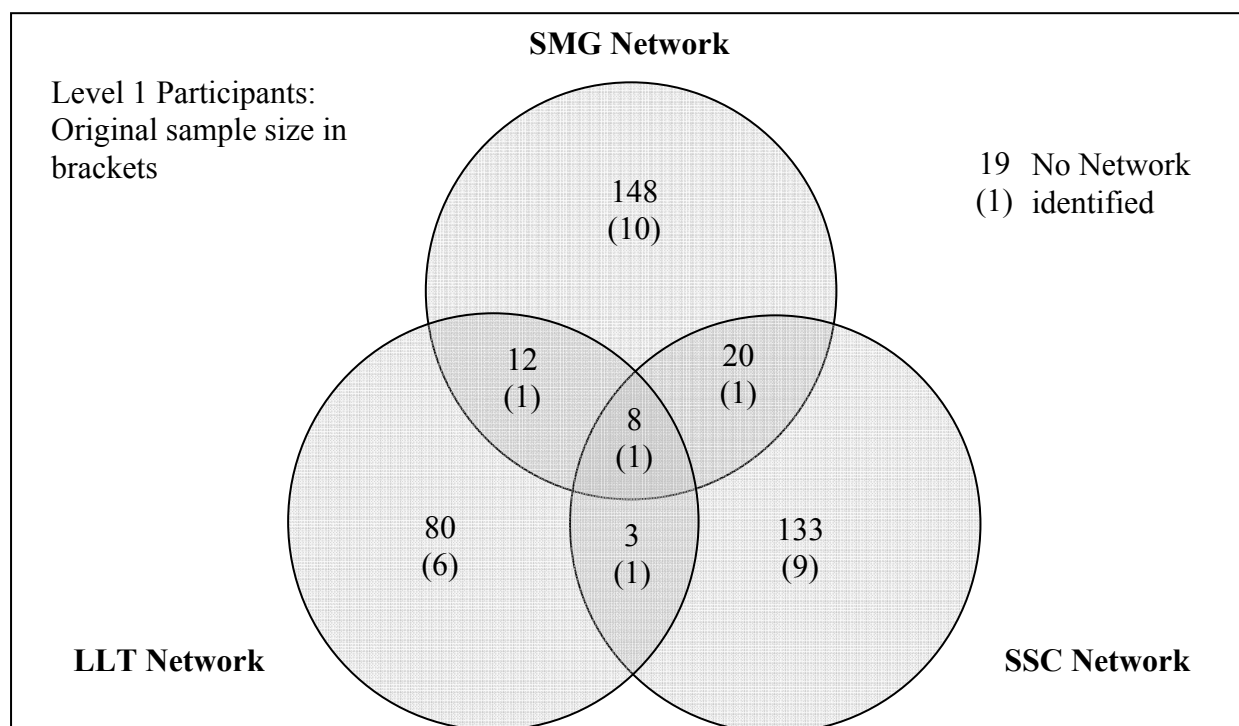 SMG Network
Level 1 Participants:
Original sample size in
brackets
19 No Network
(1) identified
148
(10)
12
(1)
20
(1)
8
(1)
80
(6)
3
(1)
133
(9)
LLT Network
SSC Network